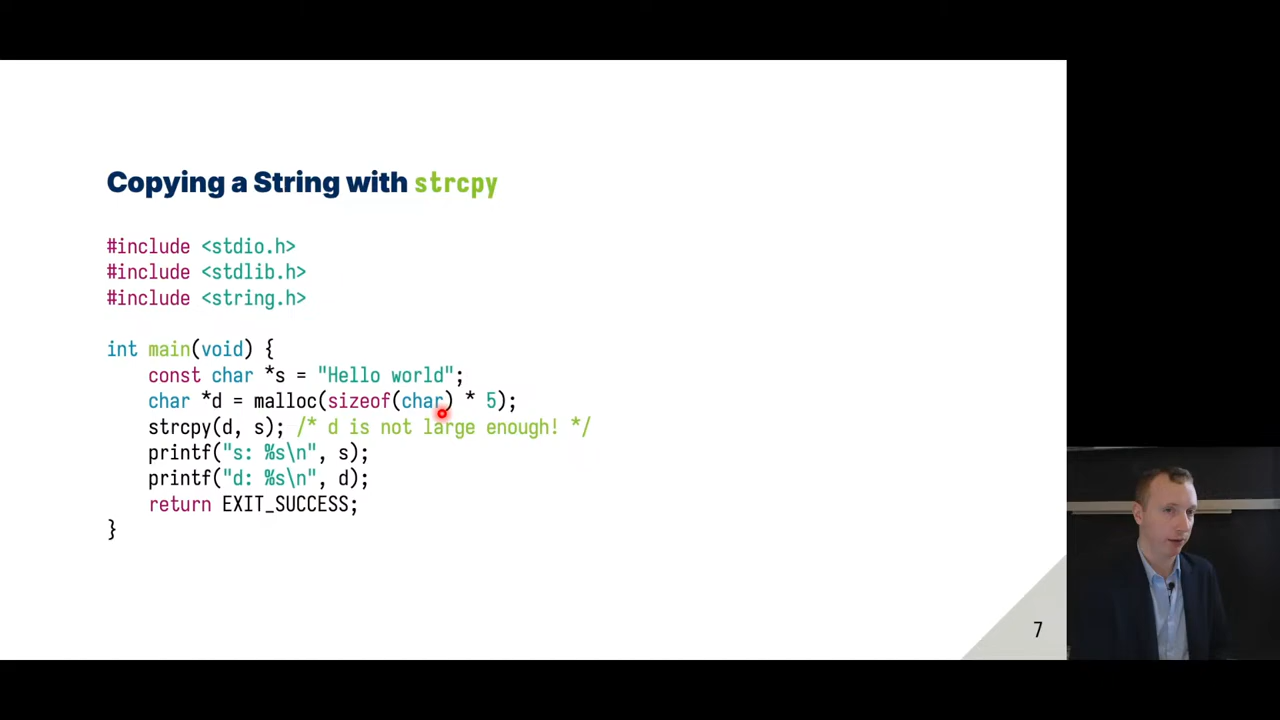 Copying a String with strcpy
#include <stdio.h>
#include <stdlib.h>
#include <string.h>
int main(void) {
    const char *s = "Hello world";
    char *d = malloc(sizeof(char) * 5);
    strcpy(d, s); /* d is not large enough! */
    printf("s: %s\n", s);
    printf("d: %s\n", d);
    return EXIT_SUCCESS;
}
7